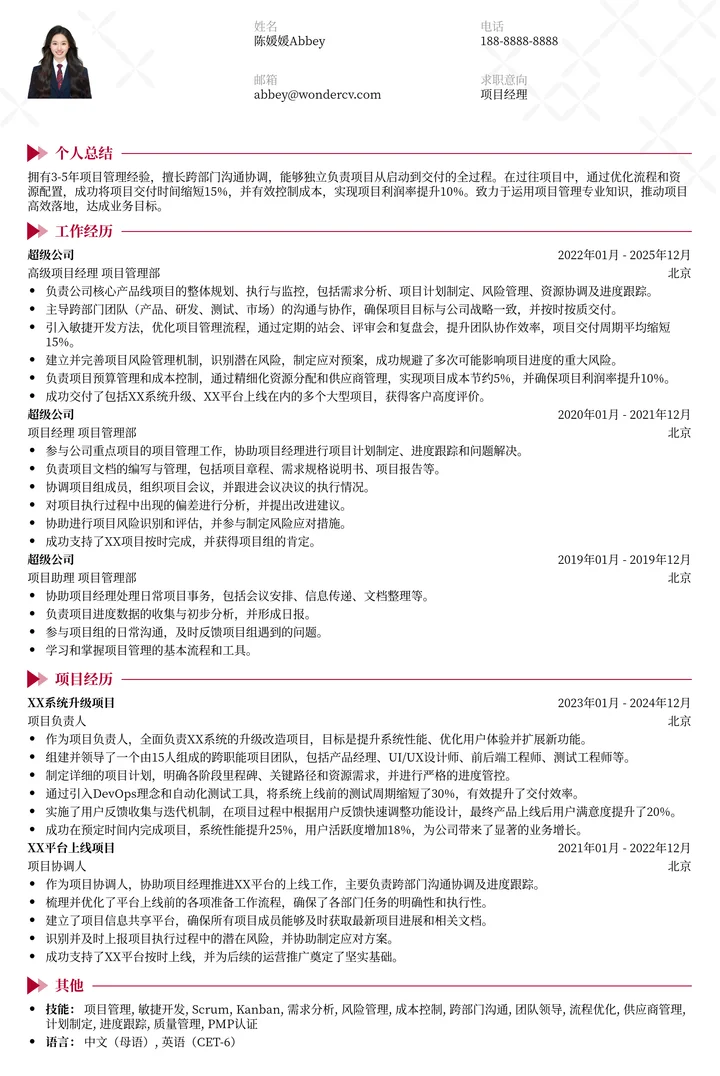 姓名
陈媛媛Abbey
电话
188-8888-8888
邮箱
abbey@wondercv.com
求职意向
项目经理
个人总结
拥有3-5年项目管理经验，擅长跨部门沟通协调，能够独立负责项目从启动到交付的全过程。在过往项目中，通过优化流程和资
源配置，成功将项目交付时间缩短15%，并有效控制成本，实现项目利润率提升10%。致力于运用项目管理专业知识，推动项目
高效落地，达成业务目标。
工作经历
超级公司 2022年01月 - 2025年12月
高级项目经理 项目管理部 北京
• 负责公司核心产品线项目的整体规划、执行与监控，包括需求分析、项目计划制定、风险管理、资源协调及进度跟踪。
• 主导跨部门团队（产品、研发、测试、市场）的沟通与协作，确保项目目标与公司战略一致，并按时按质交付。
• 引入敏捷开发方法，优化项目管理流程，通过定期的站会、评审会和复盘会，提升团队协作效率，项目交付周期平均缩短
15%。
• 建立并完善项目风险管理机制，识别潜在风险，制定应对预案，成功规避了多次可能影响项目进度的重大风险。
• 负责项目预算管理和成本控制，通过精细化资源分配和供应商管理，实现项目成本节约5%，并确保项目利润率提升10%。
• 成功交付了包括XX系统升级、XX平台上线在内的多个大型项目，获得客户高度评价。
超级公司 2020年01月 - 2021年12月
项目经理 项目管理部 北京
• 参与公司重点项目的项目管理工作，协助项目经理进行项目计划制定、进度跟踪和问题解决。
• 负责项目文档的编写与管理，包括项目章程、需求规格说明书、项目报告等。
• 协调项目组成员，组织项目会议，并跟进会议决议的执行情况。
• 对项目执行过程中出现的偏差进行分析，并提出改进建议。
• 协助进行项目风险识别和评估，并参与制定风险应对措施。
• 成功支持了XX项目按时完成，并获得项目组的肯定。
超级公司 2019年01月 - 2019年12月
项目助理 项目管理部 北京
• 协助项目经理处理日常项目事务，包括会议安排、信息传递、文档整理等。
• 负责项目进度数据的收集与初步分析，并形成日报。
• 参与项目组的日常沟通，及时反馈项目组遇到的问题。
• 学习和掌握项目管理的基本流程和工具。
项目经历
XX系统升级项目 2023年01月 - 2024年12月
项目负责人 北京
• 作为项目负责人，全面负责XX系统的升级改造项目，目标是提升系统性能、优化用户体验并扩展新功能。
• 组建并领导了一个由15人组成的跨职能项目团队，包括产品经理、UI/UX设计师、前后端工程师、测试工程师等。
• 制定详细的项目计划，明确各阶段里程碑、关键路径和资源需求，并进行严格的进度管控。
• 通过引入DevOps理念和自动化测试工具，将系统上线前的测试周期缩短了30%，有效提升了交付效率。
• 实施了用户反馈收集与迭代机制，在项目过程中根据用户反馈快速调整功能设计，最终产品上线后用户满意度提升了20%。
• 成功在预定时间内完成项目，系统性能提升25%，用户活跃度增加18%，为公司带来了显著的业务增长。
XX平台上线项目 2021年01月 - 2022年12月
项目协调人 北京
• 作为项目协调人，协助项目经理推进XX平台的上线工作，主要负责跨部门沟通协调及进度跟踪。
• 梳理并优化了平台上线前的各项准备工作流程，确保了各部门任务的明确性和执行性。
• 建立了项目信息共享平台，确保所有项目成员能够及时获取最新项目进展和相关文档。
• 识别并及时上报项目执行过程中的潜在风险，并协助制定应对方案。
• 成功支持了XX平台按时上线，并为后续的运营推广奠定了坚实基础。
其他
• 技能： 项目管理, 敏捷开发, Scrum, Kanban, 需求分析, 风险管理, 成本控制, 跨部门沟通, 团队领导, 流程优化, 供应商管理,
计划制定, 进度跟踪, 质量管理, PMP认证
• 语言： 中文（母语）, 英语（CET-6）